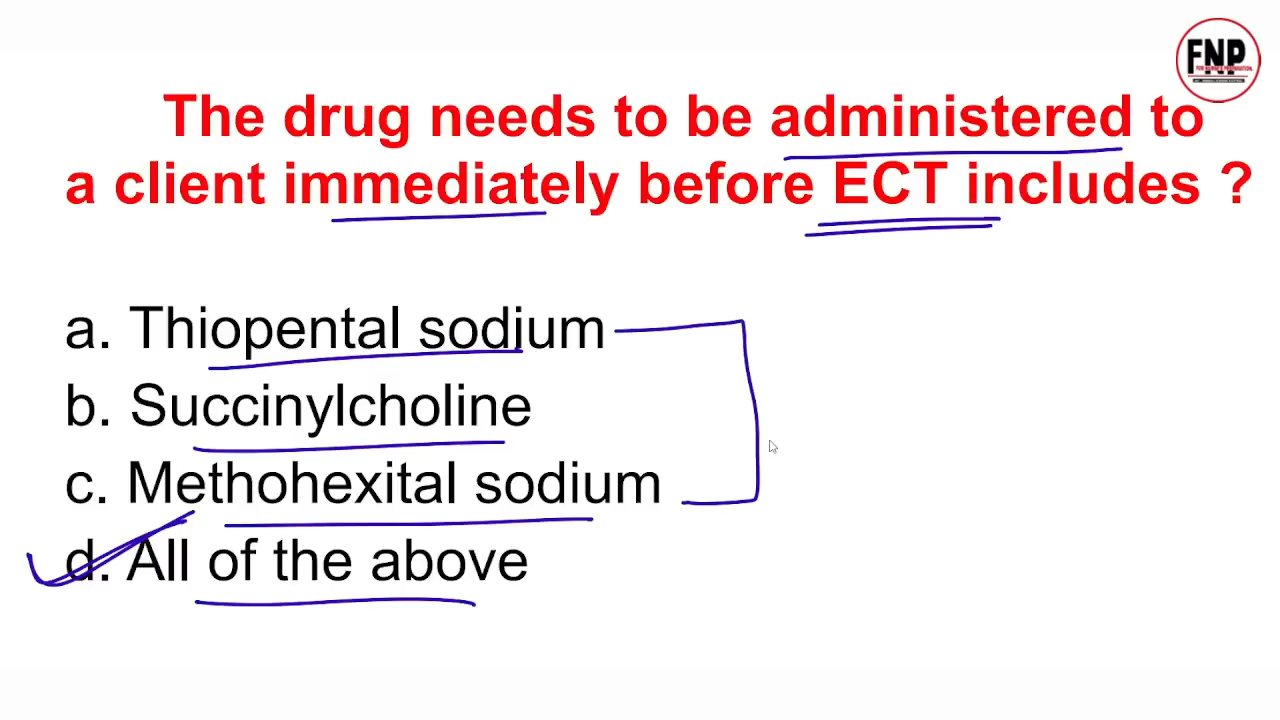 FNP
The drug needs to be administered to
a client immediately before ECT includes ?
a. Thiopental sodium
b. Succinylcholine
c. Methohexital sodium
d. All of the above